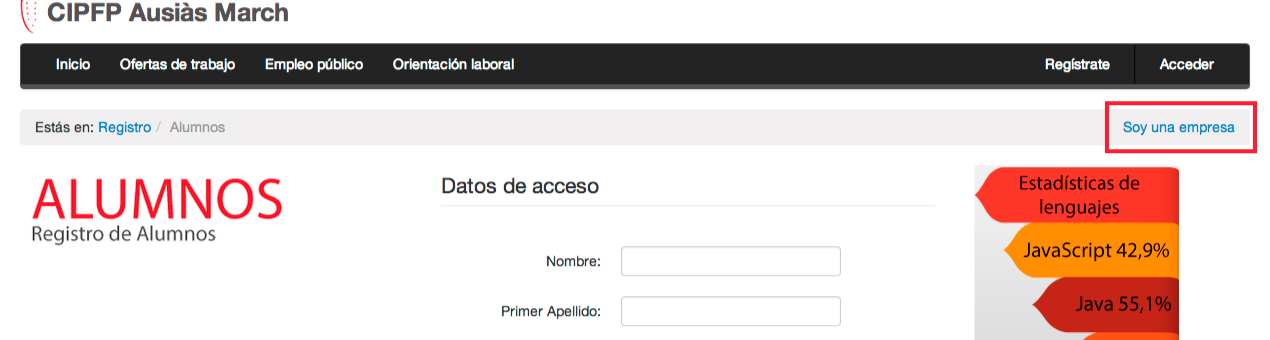 CIPFP Ausiàs March
Inicio Ofertas de trabajo Empleo público Orientación laboral Regístrate Acceder
Estás en: Registro / Alumnos Soy una empresa
ALUMNOS
Registro de Alumnos
Datos de acceso
Nombre:
Primer Apellido:
Estadísticas de
lenguajes
JavaScript 42,9%
Java 55,1%